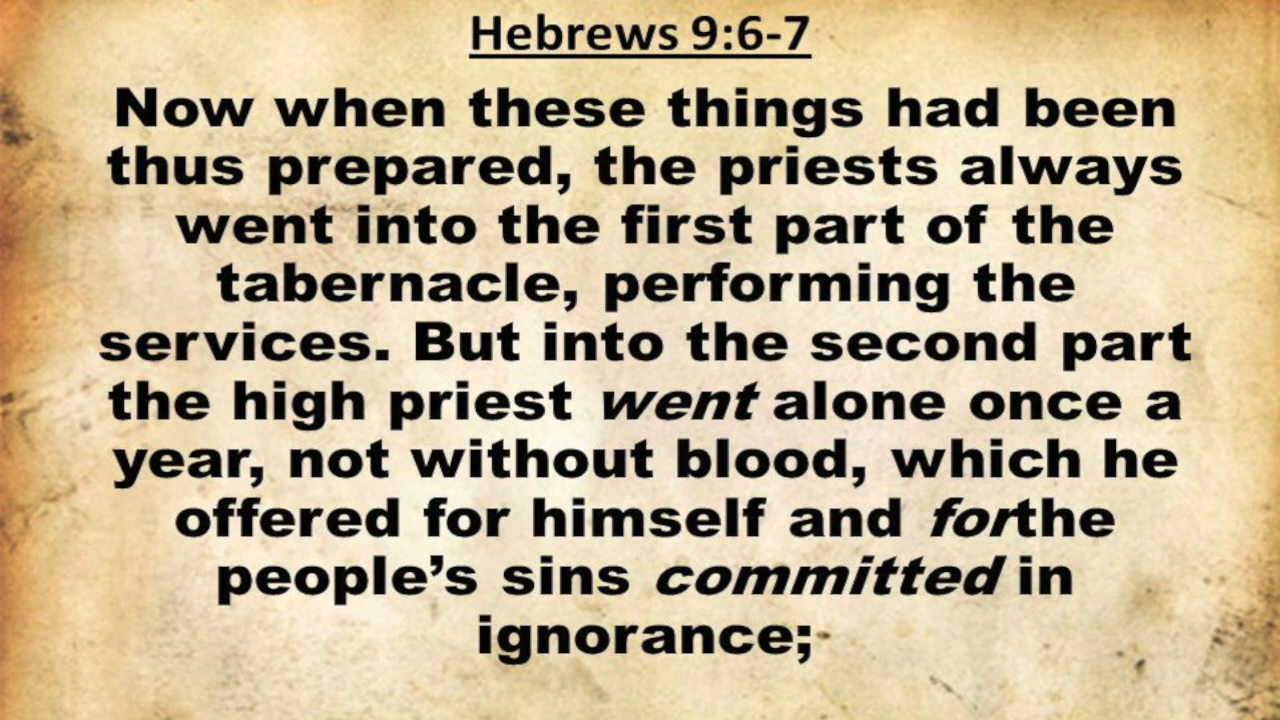 Hebrews 9:6-7
Now when these things had been
thus prepared, the priests always
went into the first part of the
tabernacle, performing the
services. But into the second part
the high priest went alone once a
year, not without blood, which he
offered for himself and forthe
people’s sins committed in
ignorance;